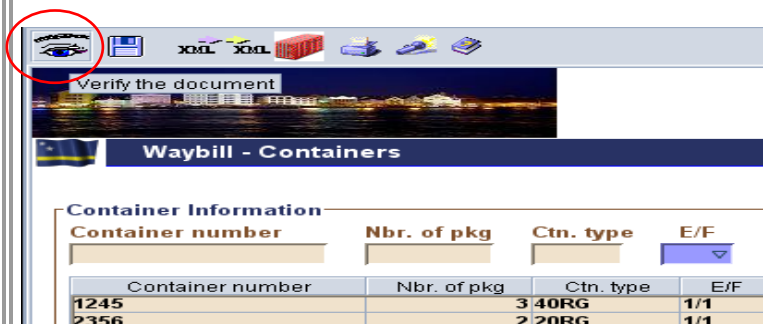 XML XML
Verify the document
Waybill - Containers
Container Information
Container number Nbr. of pkg Ctn. type E/F
Container number Nbr. of pkg Ctn. type E/F
1245 3 40RG 1/1
2356 2 20RG 1/1